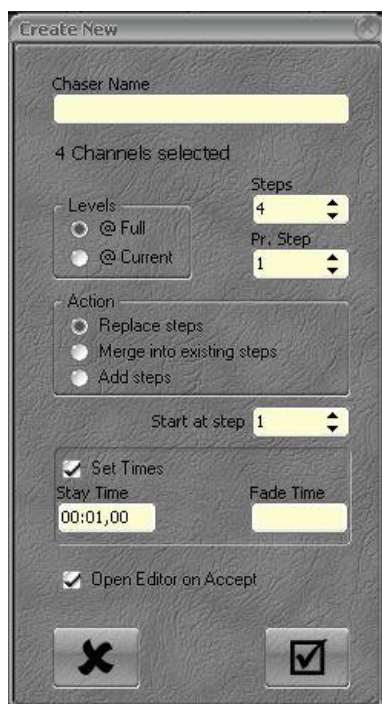 Create New
Chaser Name
4 Channels selected
Steps
Levels
4
@ Full
Pr. Step
@ Current
1
Action
Replace steps
Merge into existing steps
Add steps
Start at step 1
Set Times
Stay Time Fade Time
00:01,00
Open Editor on Accept